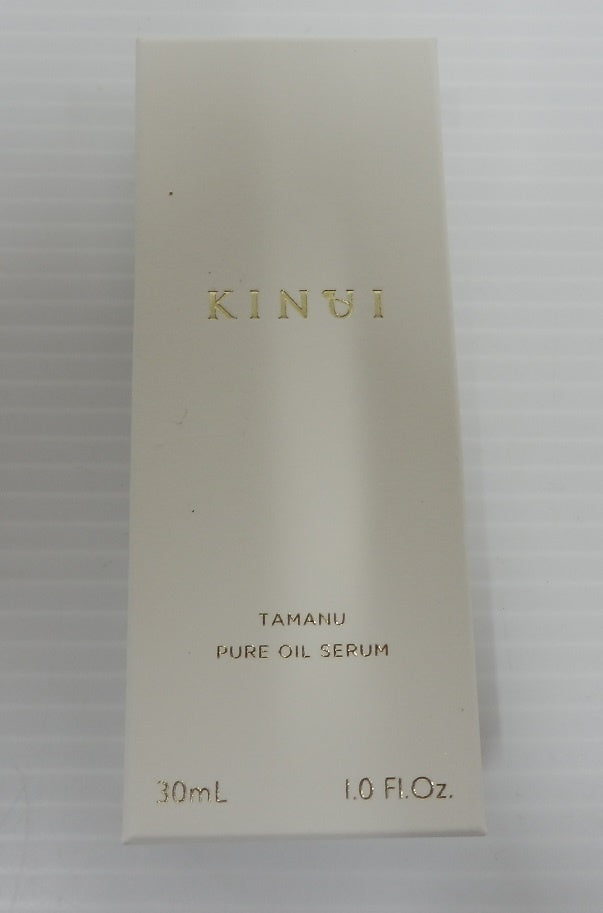 KINUI
TAMANU
PURE OIL SERUM
30mL 1.0 Fl.Oz.